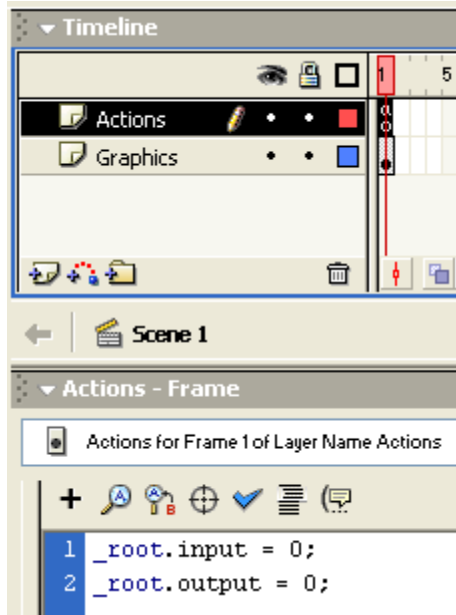 Timeline
1 5
Actions
Graphics
Scene 1
Actions - Frame
Actions for Frame 1 of Layer Name Actions
1 _root.input = 0;
2 _root.output = 0;